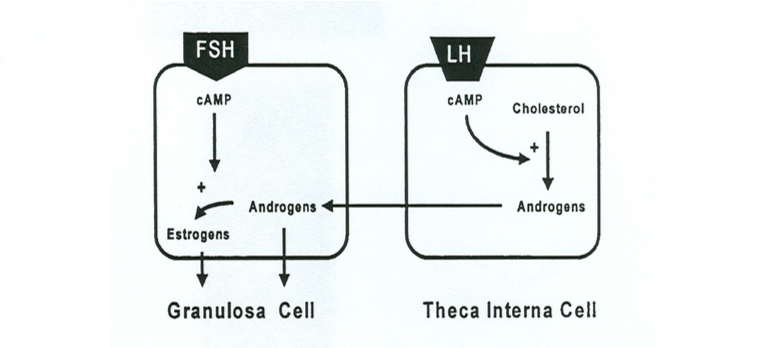 FSH
LH
cAMP
cAMP
Cholesterol
+
+
Androgens
Androgens
Estrogens
Granulosa Cell
Theca Interna Cell